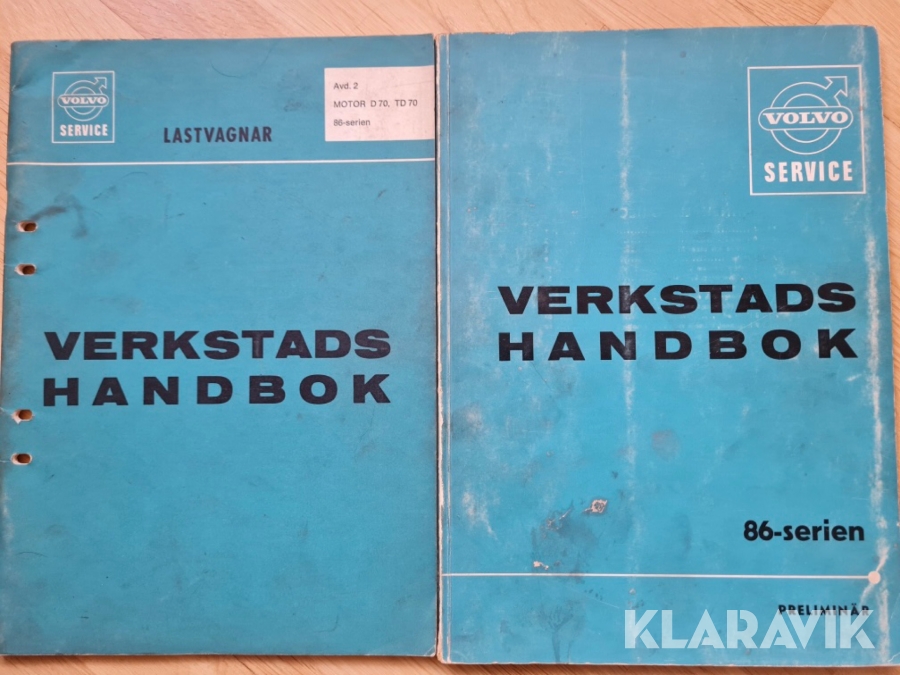 VOLVO
SERVICE
LASTVAGNAR
Avd. 2
MOTOR D 70, TD 70
86-serien
VERKSTADS
HANDBOK
VOLVO
SERVICE
VERKSTADS
HANDBOK
86-serien
PRELIMINÄR
KLARAVIK